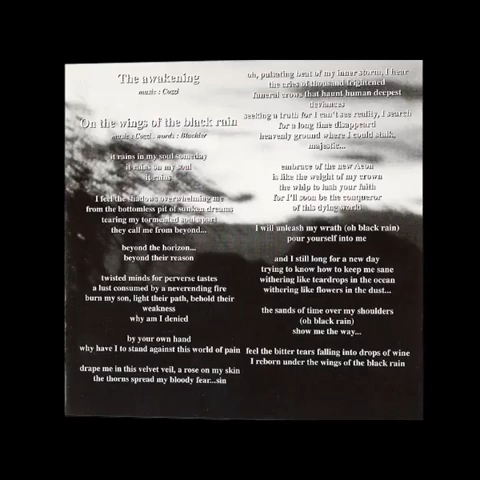 The awakening
music : Cozzi
On the wings of the black rain
music : Cozzi words : Blackier
it rains in my soul someday
it rains on my soul
it rains
I feel the shadows overwhelming me
from the bottomless pit of sunken dreams
tearing my tormented soul apart
they call me from beyond...
beyond the horizon...
beyond their reason
twisted minds for perverse tastes
a lust consumed by a neverending fire
burn my son, light their path, behold their
weakness
why am I denied
by your own hand
why have I to stand against this world of pain
drape me in this velvet veil, a rose on my skin
the thorns spread my bloody fear...sin
oh, pulsating beat of my inner storm, I hear
the cries of thousand frightened
funeral crows that haunt human deepest
deviances
seeking a truth for I can't see reality, I search
for a long time disappeard
heavenly ground where I could stalk,
majestic...
embrace of the new Aeon
is like the weight of my crown
the whip to lash your faith
for I'll soon be the conqueror
of this dying world
I will unleash my wrath (oh black rain)
pour yourself into me
and I still long for a new day
trying to know how to keep me sane
withering like teardrops in the ocean
withering like flowers in the dust...
the sands of time over my shoulders
(oh black rain)
show me the way...
feel the bitter tears falling into drops of wine
I reborn under the wings of the black rain